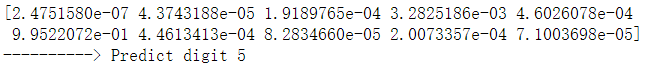 [2.4751580e-07 4.3743188e-05 1.9189765e-04 3.2825186e-03 4.6026078e-04
9.9522072e-01 4.4613413e-04 8.2834660e-05 2.0073357e-04 7.1003698e-05]
----------> Predict digit 5